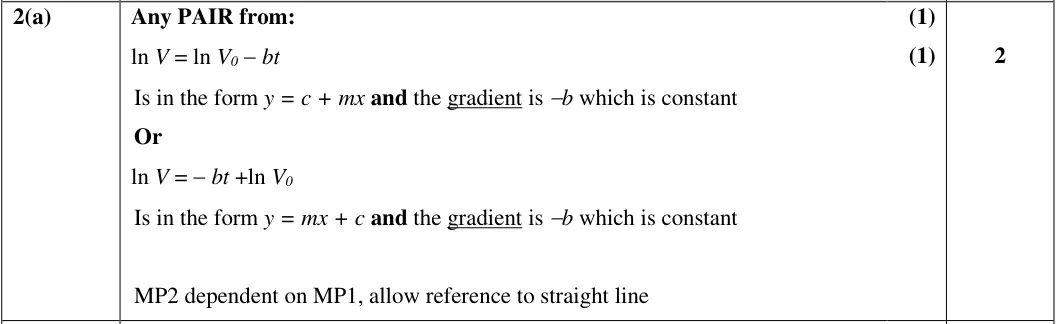 2(a) Any PAIR from: (1)
ln V = ln V₀ – bt (1) 2
Is in the form y = c + mx and the gradient is –b which is constant
Or
ln V = – bt +ln V₀
Is in the form y = mx + c and the gradient is –b which is constant
MP2 dependent on MP1, allow reference to straight line